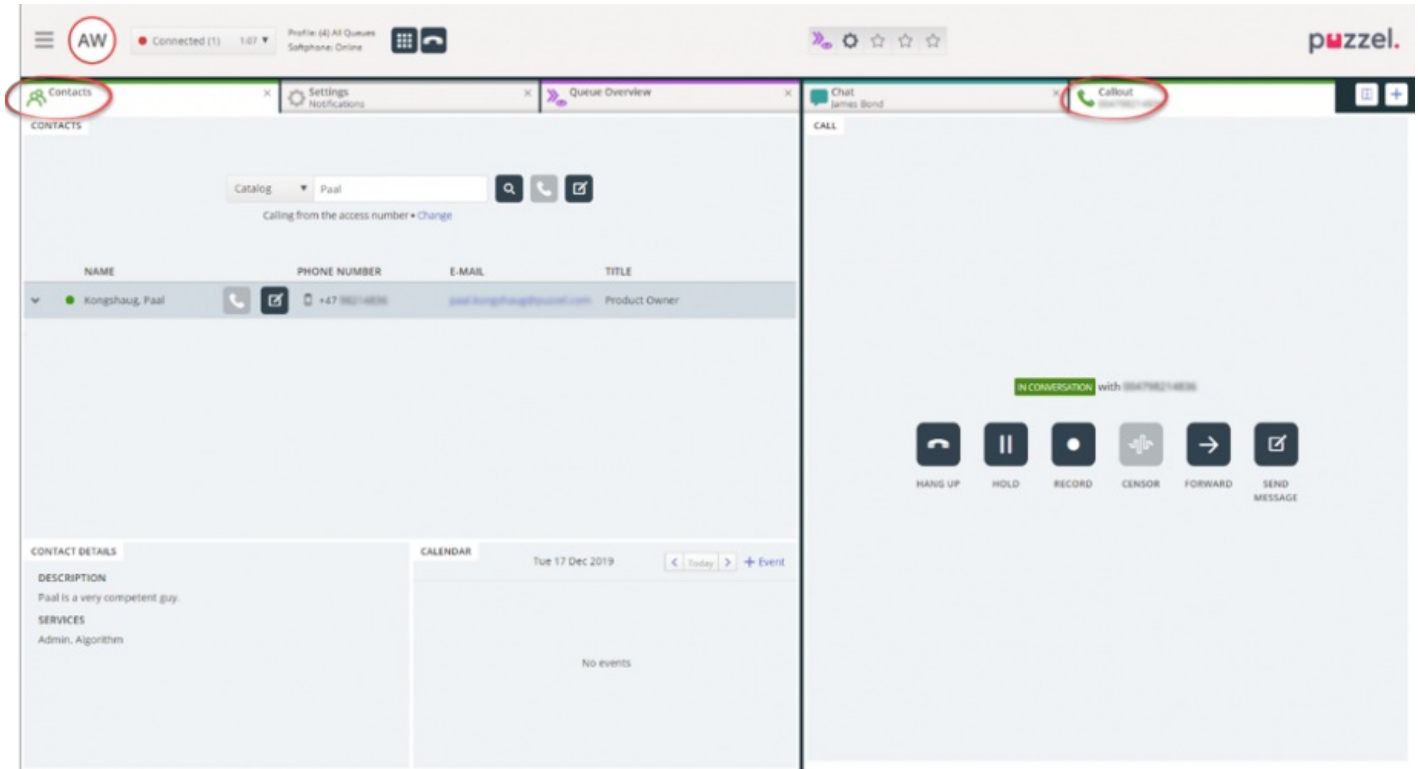 AW
Connected (1) 1:07
Profile: (4) All Queues
Softphone: Online
puzzel.
Contacts
Settings
Notifications
Queue Overview
Chat
James Bond
Callout
CONTACTS
CALL
Catalog
Paal
Calling from the access number • Change
NAME PHONE NUMBER E-MAIL TITLE
Kongshaug, Paal +47 Product Owner
IN CONVERSATION with
HANG UP HOLD RECORD CENSOR FORWARD SEND MESSAGE
CONTACT DETAILS
CALENDAR
Tue 17 Dec 2019 Today + Event
DESCRIPTION
Paal is a very competent guy.
SERVICES
Admin, Algorithm
No events